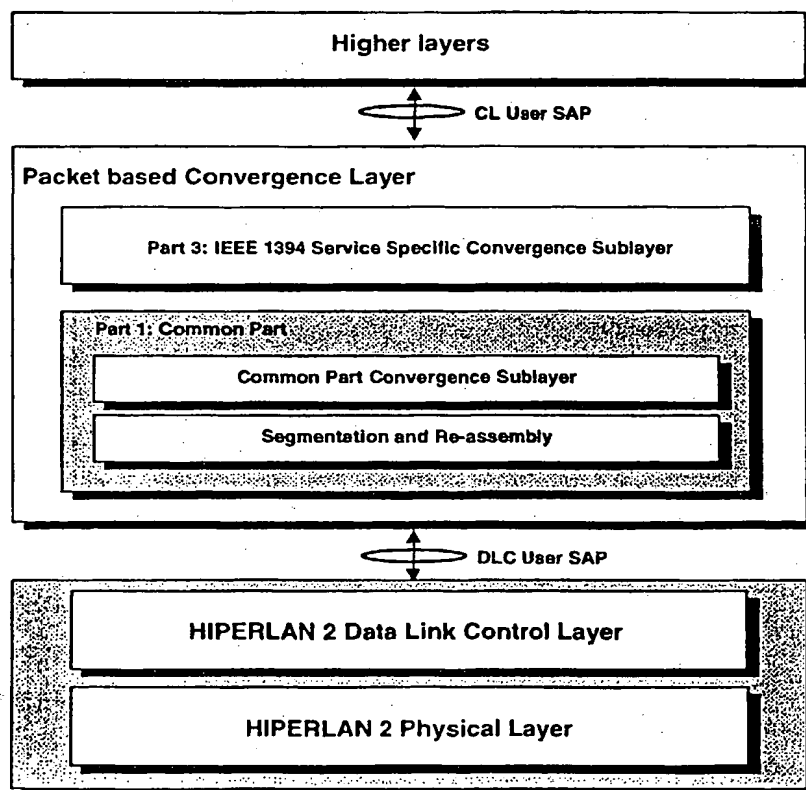 Higher layers
CL User SAP
Packet based Convergence Layer
Part 3: IEEE 1394 Service Specific Convergence Sublayer
Part 1: Common Part
Common Part Convergence Sublayer
Segmentation and Re-assembly
DLC User SAP
HIPERLAN 2 Data Link Control Layer
HIPERLAN 2 Physical Layer